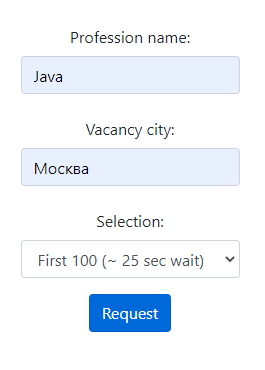 Profession name:
Java
Vacancy city:
Москва
Selection:
First 100 (~ 25 sec wait)
Request